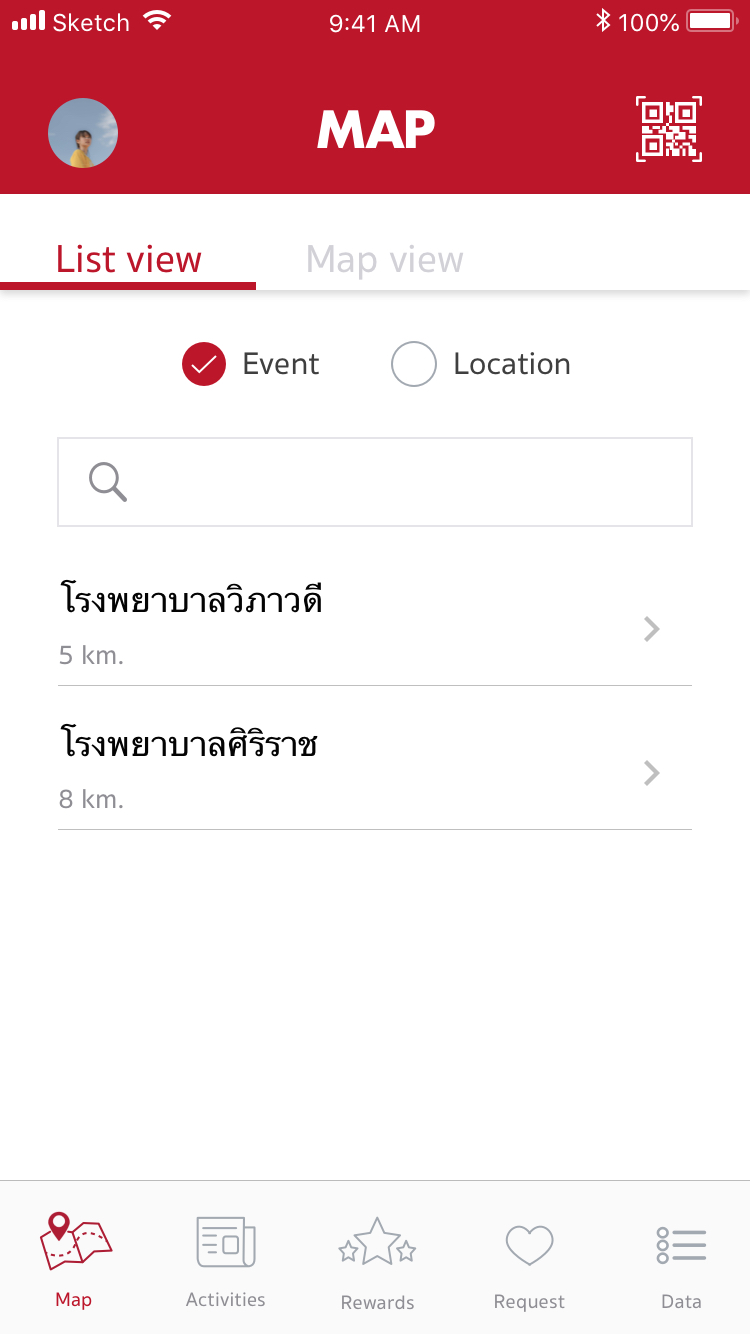 Sketch 9:41 AM 100%
MAP
List view Map view
Event Location
โรงพยาบาลวิภาวดี
5 km.
โรงพยาบาลศิริราช
8 km.
Map Activities Rewards Request Data